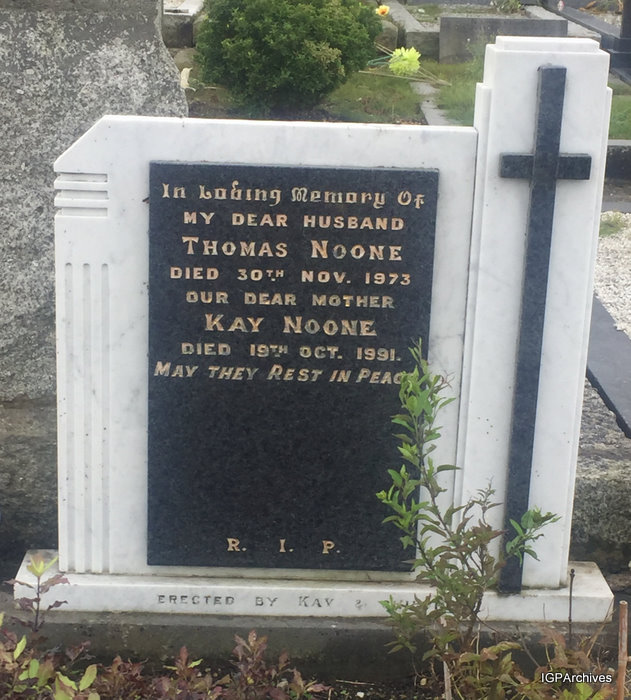 In Loving Memory Of
MY DEAR HUSBAND
THOMAS NOONE
DIED 30TH NOV. 1973
OUR DEAR MOTHER
KAY NOONE
DIED 19TH OCT. 1991.
MAY THEY REST IN PEAC
R. I. P.
ERECTED BY KAY &
IGPArchives